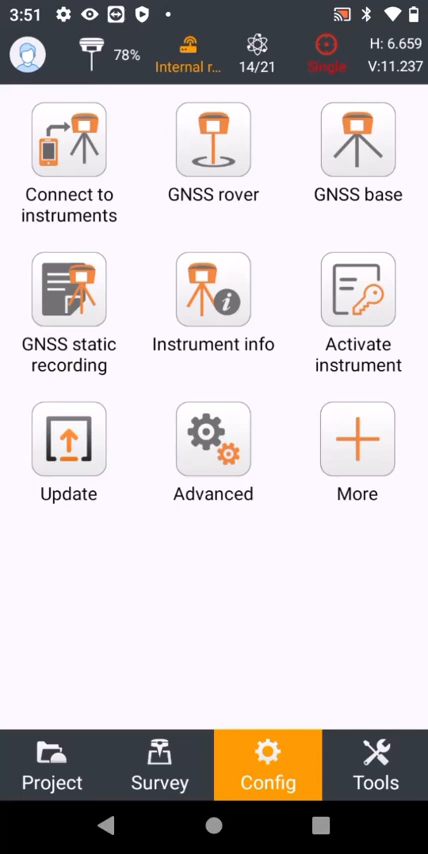 3:51
78%
Internal r...
14/21
Single
H: 6.659
V:11.237
Connect to
instruments
GNSS rover
GNSS base
GNSS static
recording
Instrument info
Activate
instrument
Update
Advanced
More
Project
Survey
Config
Tools